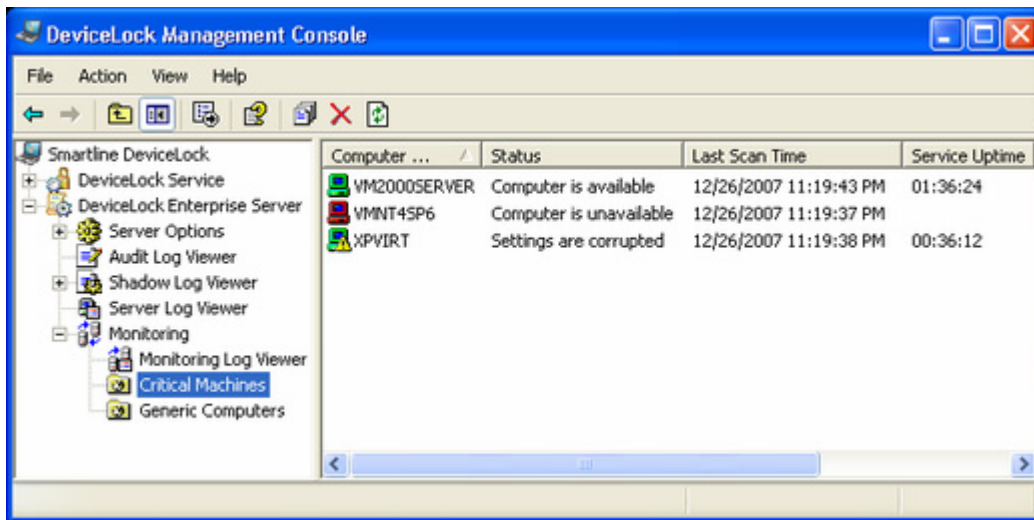 DeviceLock Management Console
File Action View Help
Smartline DeviceLock
DeviceLock Service
DeviceLock Enterprise Server
Server Options
Audit Log Viewer
Shadow Log Viewer
Server Log Viewer
Monitoring
Monitoring Log Viewer
Critical Machines
Generic Computers
Computer ... Status Last Scan Time Service Uptime
VM2000SERVER Computer is available 12/26/2007 11:19:43 PM 01:36:24
VMNT4SP6 Computer is unavailable 12/26/2007 11:19:37 PM
XPVIRT Settings are corrupted 12/26/2007 11:19:38 PM 00:36:12